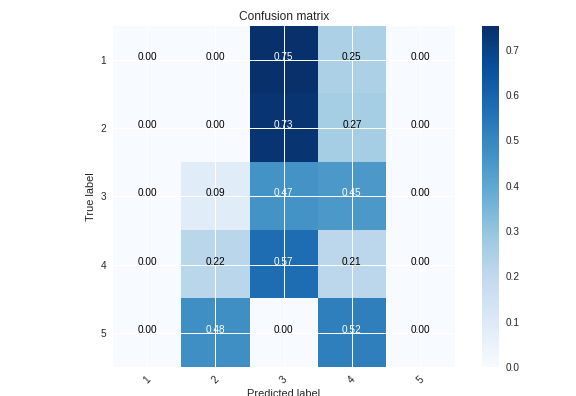 Confusion matrix
1 0.00 0.00 0.75 0.25 0.00
2 0.00 0.00 0.73 0.27 0.00
3 0.00 0.09 0.47 0.45 0.00
4 0.00 0.22 0.57 0.21 0.00
5 0.00 0.48 0.00 0.52 0.00
1 2 3 4 5
True label
Predicted label
0.7
0.6
0.5
0.4
0.3
0.2
0.1
0.0